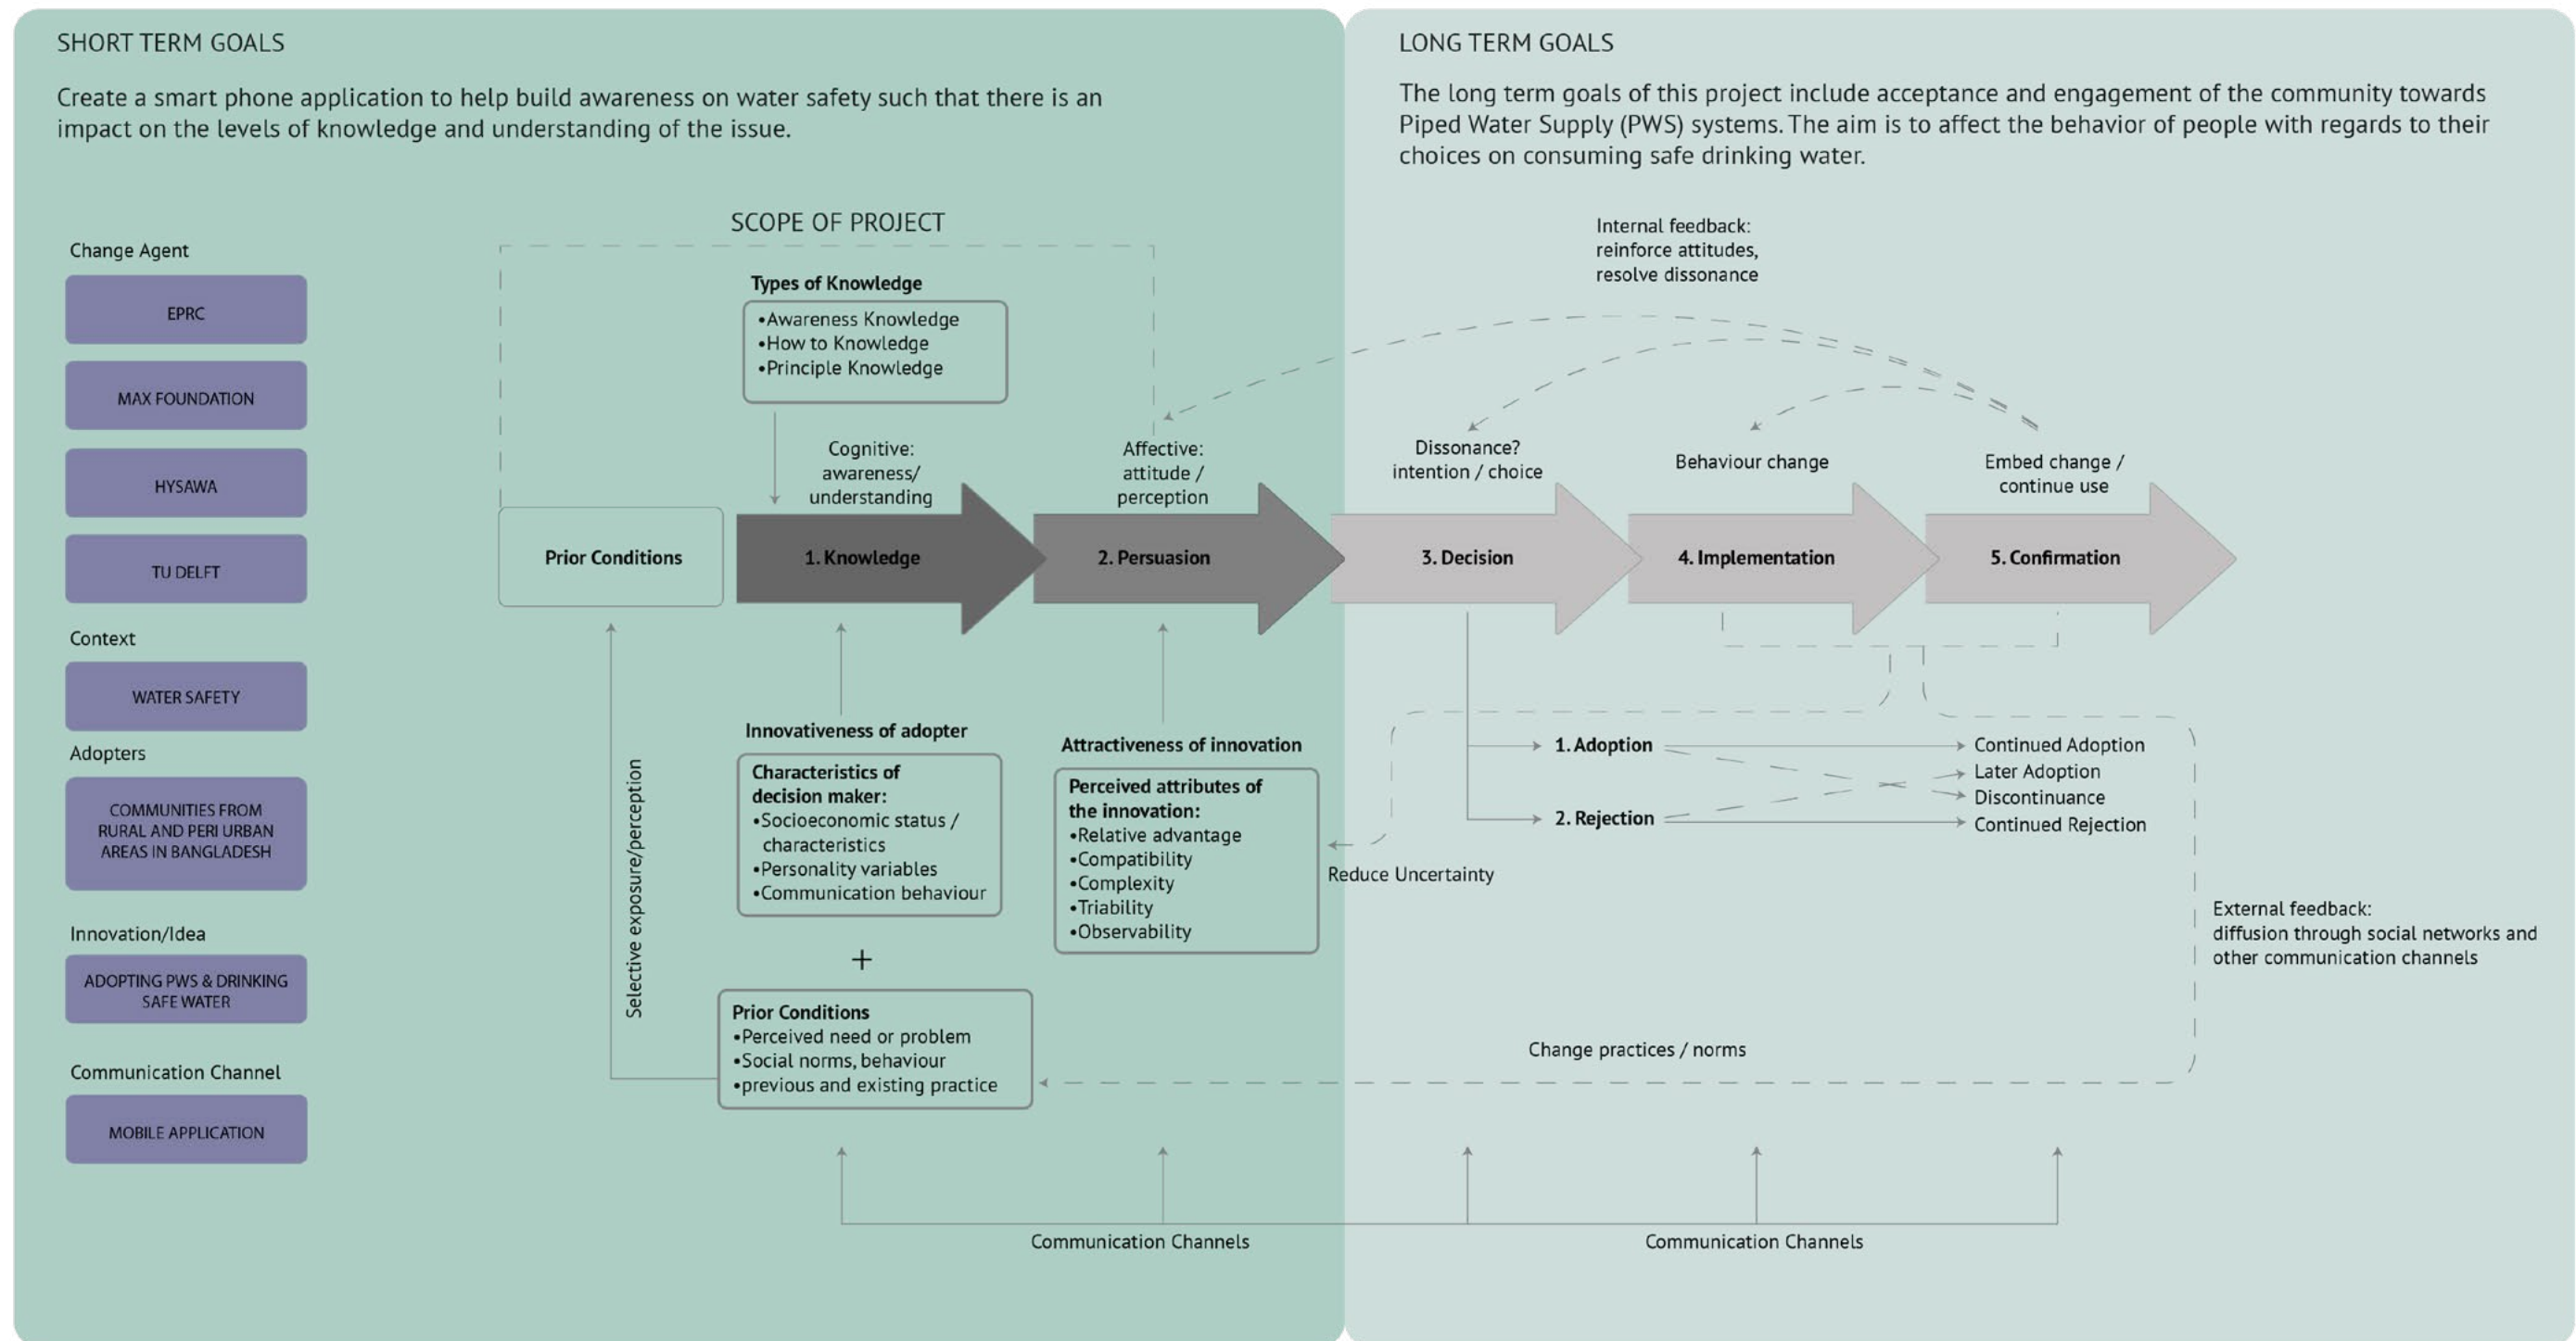 SHORT TERM GOALS
Create a smart phone application to help build awareness on water safety such that there is an
impact on the levels of knowledge and understanding of the issue.
LONG TERM GOALS
The long term goals of this project include acceptance and engagement of the community towards
Piped Water Supply (PWS) systems. The aim is to affect the behavior of people with regards to their
choices on consuming safe drinking water.
Change Agent
EPRC
MAX FOUNDATION
HYSAWA
TU DELFT
Context
WATER SAFETY
Adopters
COMMUNITIES FROM
RURAL AND PERI URBAN
AREAS IN BANGLADESH
Innovation/Idea
ADOPTING PWS & DRINKING
SAFE WATER
Communication Channel
MOBILE APPLICATION
SCOPE OF PROJECT
Types of Knowledge
•Awareness Knowledge
•How to Knowledge
•Principle Knowledge
Cognitive:
awareness/
understanding
Affective:
attitude /
perception
Internal feedback:
reinforce attitudes,
resolve dissonance
Dissonance?
intention / choice
Behaviour change
Embed change /
continue use
Prior Conditions
1. Knowledge
2. Persuasion
3. Decision
4. Implementation
5. Confirmation
Selective exposure/perception
Innovativeness of adopter
Characteristics of
decision maker:
•Socioeconomic status /
characteristics
•Personality variables
•Communication behaviour
+
Prior Conditions
•Perceived need or problem
•Social norms, behaviour
•previous and existing practice
Attractiveness of innovation
Perceived attributes of
the innovation:
•Relative advantage
•Compatibility
•Complexity
•Triability
•Observability
Reduce Uncertainty
1. Adoption
2. Rejection
Continued Adoption
Later Adoption
Discontinuance
Continued Rejection
External feedback:
diffusion through social networks and
other communication channels
Change practices / norms
Communication Channels
Communication Channels